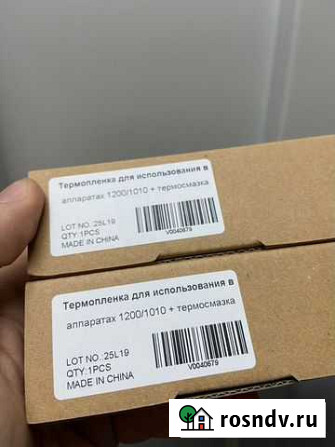 Термопленка для использования в
аппаратах 1200/1010 + термосмазка
LOT NO.:25L19
QTY:1PCS
MADE IN CHINA
V0040679
Термопленка для использования в
аппаратах 1200/1010 + термосмазка
LOT NO.:25L19
QTY:1PCS
MADE IN CHINA
V0040679
rosndv.ru